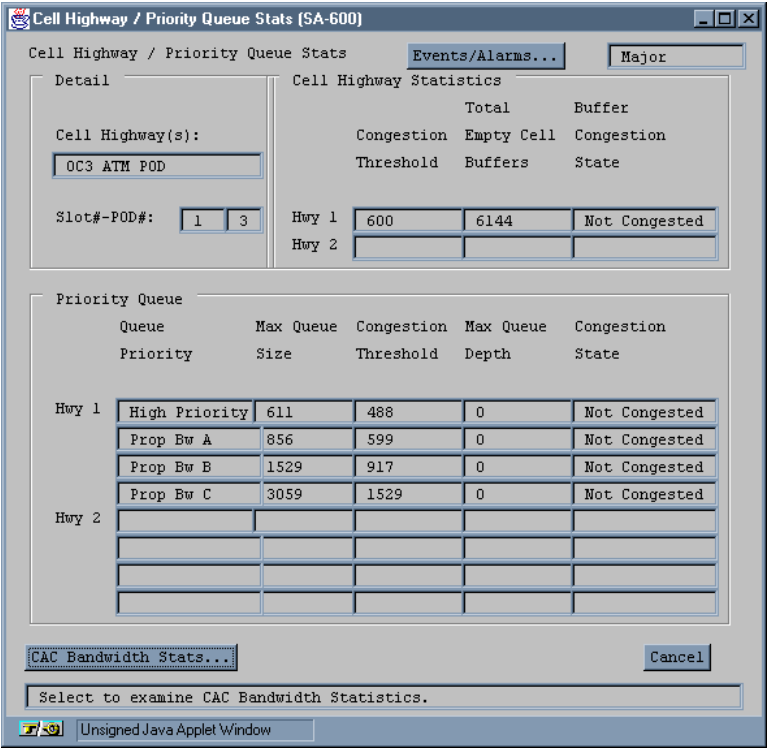 Cell Highway / Priority Queue Stats (SA-600)
Cell Highway / Priority Queue Stats Events/Alarms... Major
Detail Cell Highway Statistics
Total Buffer
Cell Highway(s): Congestion Empty Cell Congestion
OC3 ATM POD Threshold Buffers State
Slot#-POD#: 1 3 Hwy 1 600 6144 Not Congested
Hwy 2
Priority Queue
Queue Max Queue Congestion Max Queue Congestion
Priority Size Threshold Depth State
Hwy 1 High Priority 611 488 0 Not Congested
Prop Bw A 856 599 0 Not Congested
Prop Bw B 1529 917 0 Not Congested
Prop Bw C 3059 1529 0 Not Congested
Hwy 2
CAC Bandwidth Stats... Cancel
Select to examine CAC Bandwidth Statistics.
Unsigned Java Applet Window